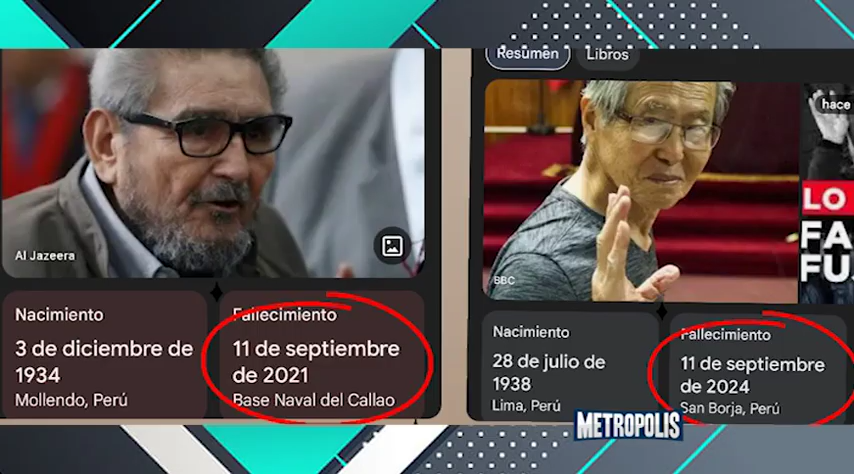 Al Jazeera
Nacimiento
3 de diciembre de
1934
Mollendo, Perú
Fallecimiento
11 de septiembre
de 2021
Base Naval del Callao
Resumen
Libros
hace
BBC
LO
FA
FU
Nacimiento
28 de julio de
1938
Lima, Perú
Fallecimiento
11 de septiembre
de 2024
San Borja, Perú
METROPOLIS